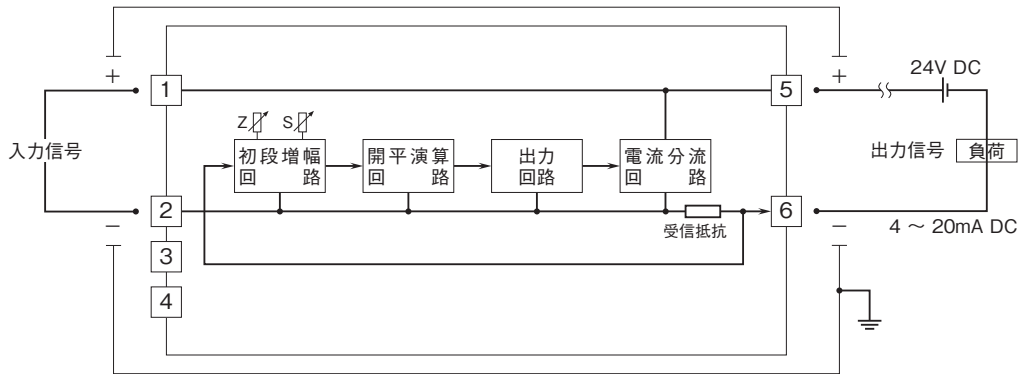 24V DC
+ +
1 5
Z S
入力信号
初段増幅
回　　路
開平演算
回　　路
出力
回路
電流分流
回　　路
出力信号 負荷
2 6
受信抵抗
− −
4 ～ 20mA DC
3
4